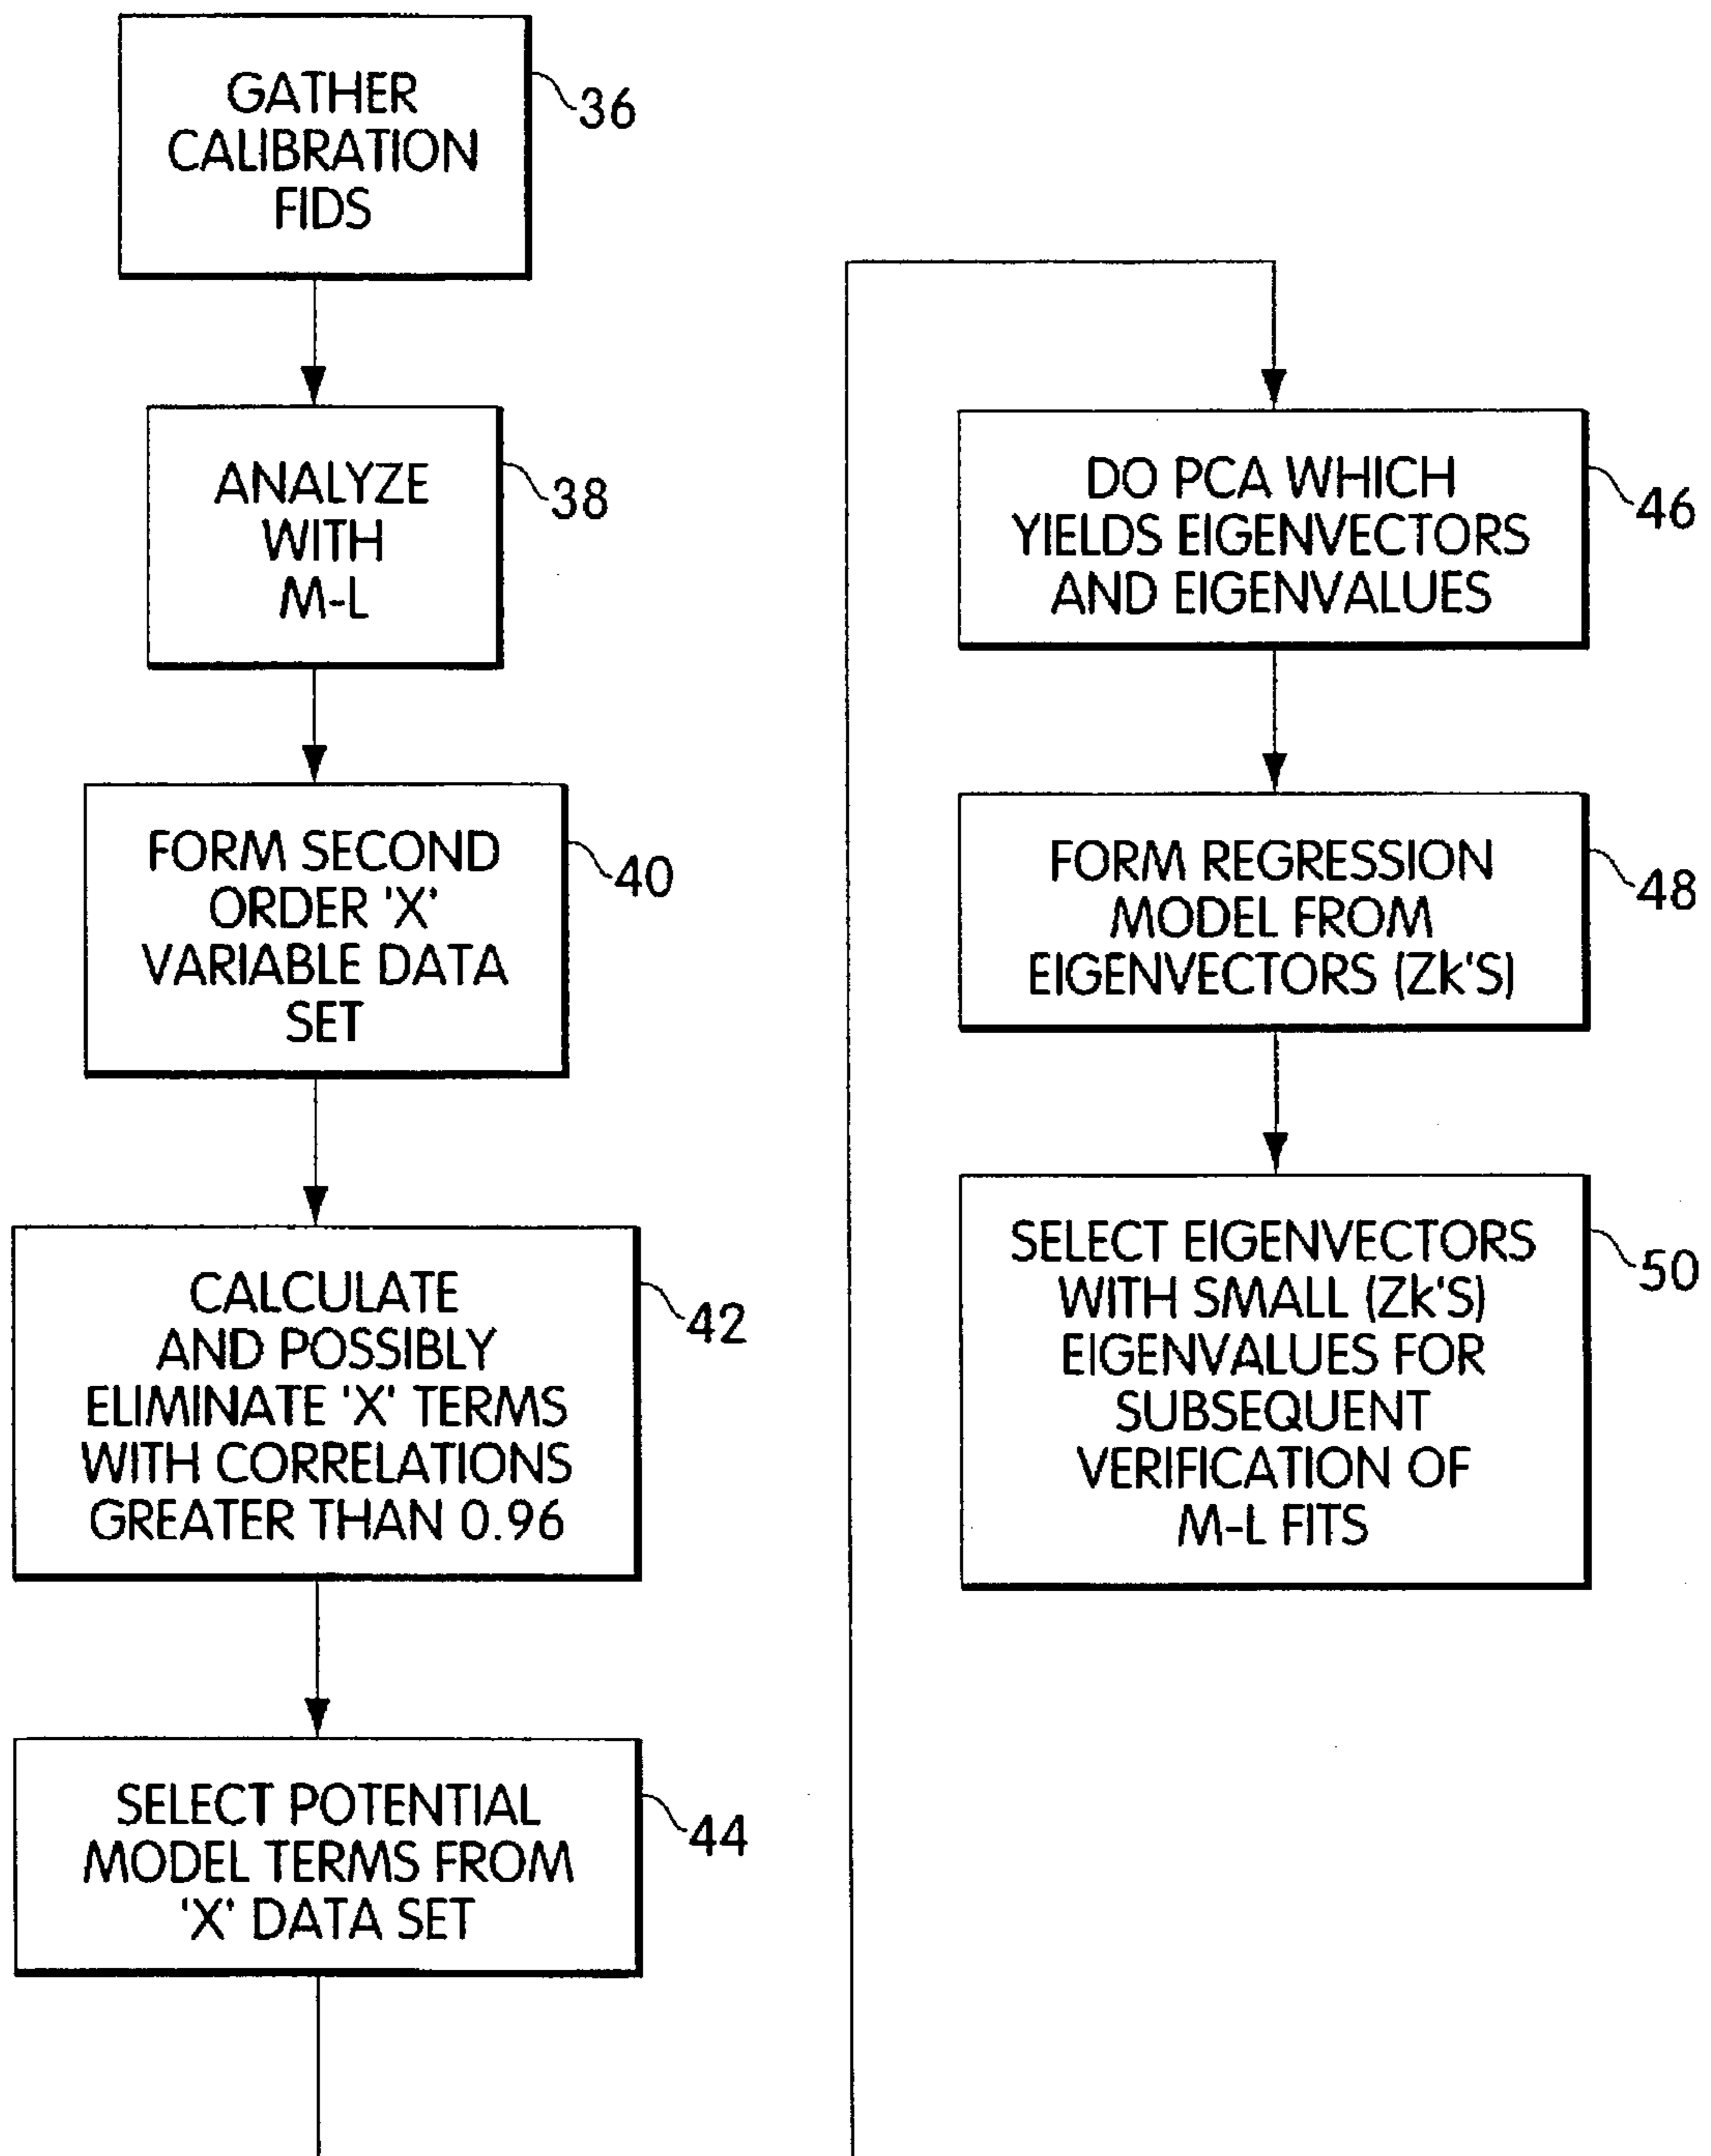 GATHER
CALIBRATION
FIDS
36
ANALYZE
WITH
M-L
38
FORM SECOND
ORDER 'X'
VARIABLE DATA
SET
40
CALCULATE
AND POSSIBLY
ELIMINATE 'X' TERMS
WITH CORRELATIONS
GREATER THAN 0.96
42
SELECT POTENTIAL
MODEL TERMS FROM
'X' DATA SET
44
DO PCA WHICH
YIELDS EIGENVECTORS
AND EIGENVALUES
46
FORM REGRESSION
MODEL FROM
EIGENVECTORS (Zk'S)
48
SELECT EIGENVECTORS
WITH SMALL (Zk'S)
EIGENVALUES FOR
SUBSEQUENT
VERIFICATION OF
M-L FITS
50